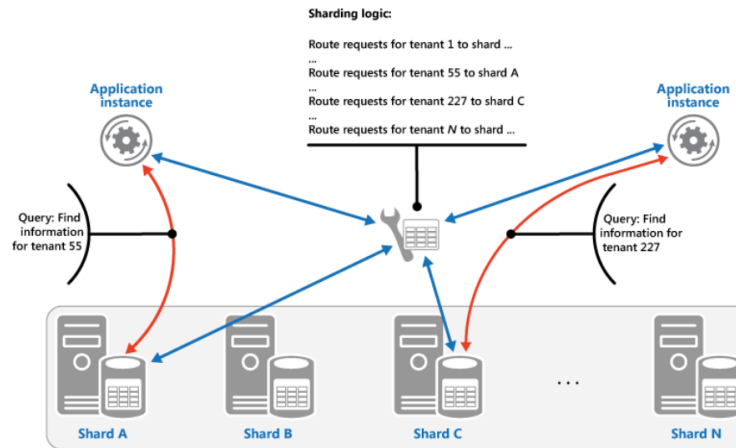 Sharding logic:
Route requests for tenant 1 to shard ...
...
Route requests for tenant 55 to shard A
...
Route requests for tenant 227 to shard C
...
Route requests for tenant N to shard ...
Application
instance
Application
instance
Query: Find
information
for tenant 55
Query: Find
information for
tenant 227
...
Shard A
Shard B
Shard C
Shard N